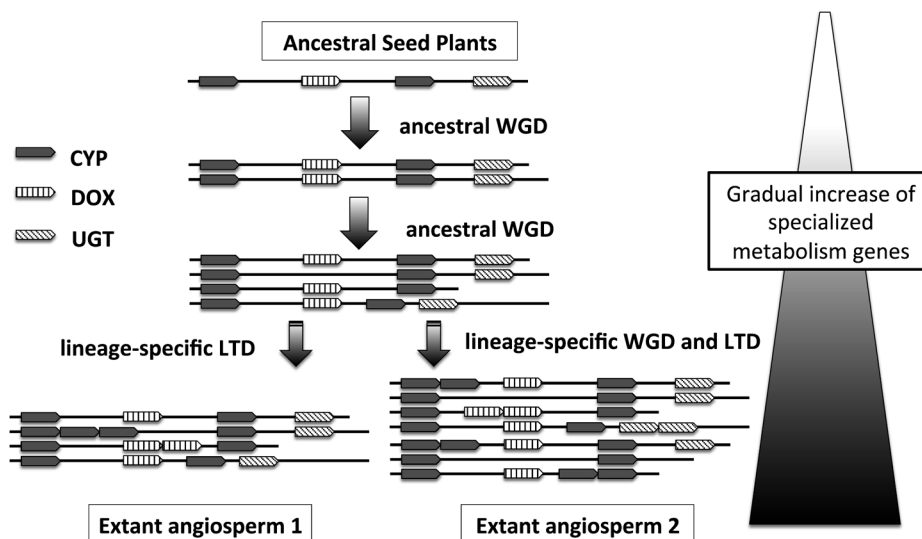 Ancestral Seed Plants
ancestral WGD
CYP
DOX
UGT
ancestral WGD
Gradual increase of
specialized
metabolism genes
lineage-specific LTD
lineage-specific WGD and LTD
Extant angiosperm 1
Extant angiosperm 2